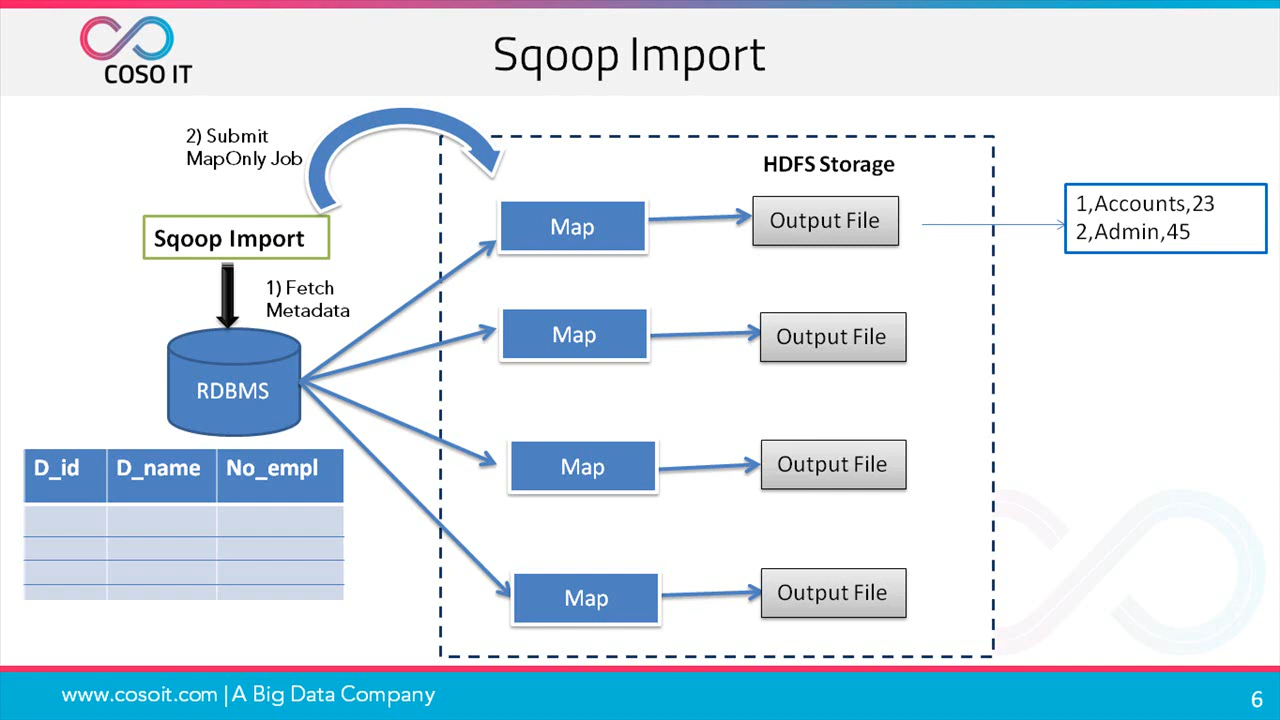 COSO IT
Sqoop Import
2) Submit
MapOnly Job
HDFS Storage
Sqoop Import
1) Fetch
Metadata
RDBMS
Map
Output File
1,Accounts,23
2,Admin,45
Map
Output File
Map
Output File
Map
Output File
D_id D_name No_empl
www.cosoit.com | A Big Data Company
6